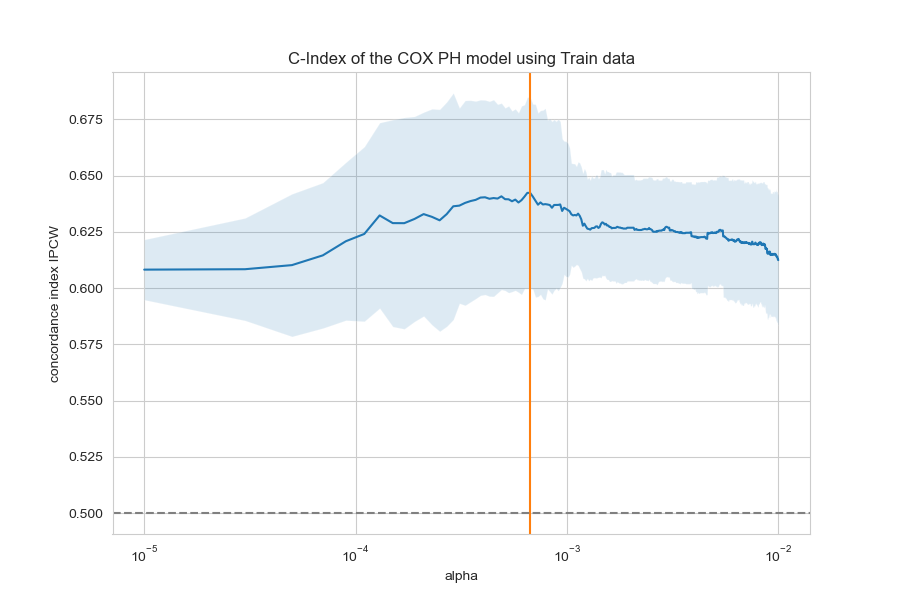 C-Index of the COX PH model using Train data
concordance index IPCW
0.675
0.650
0.625
0.600
0.575
0.550
0.525
0.500
10⁻⁵ 10⁻⁴ 10⁻³ 10⁻²
alpha